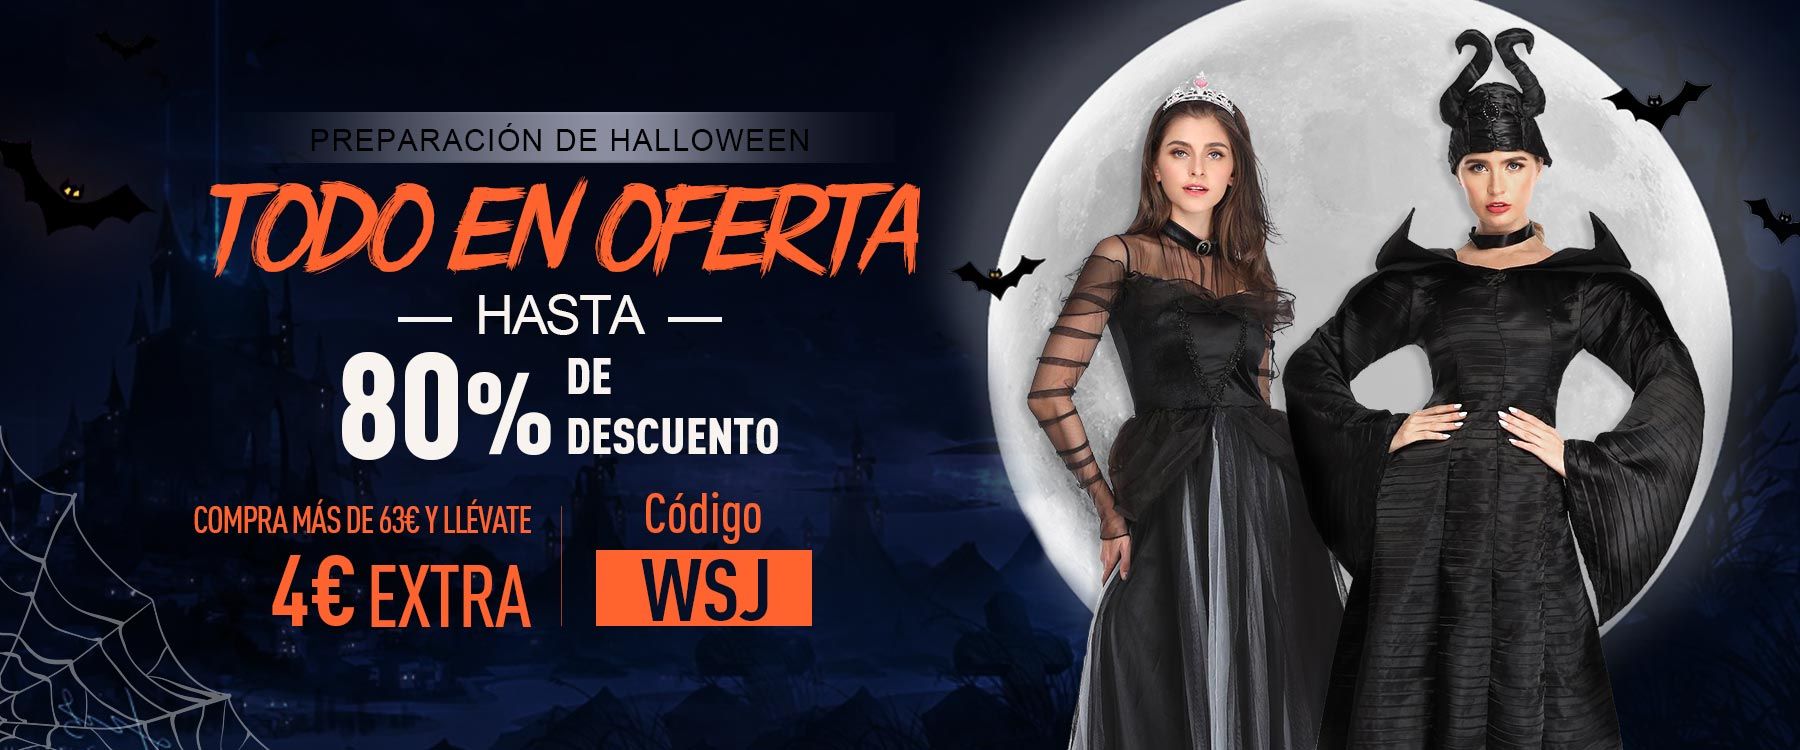 PREPARACIÓN DE HALLOWEEN
TODO EN OFERTA
— HASTA —
80% DE DESCUENTO
COMPRA MÁS DE 63€ Y LLÉVATE
4€ EXTRA
Código
WSJ